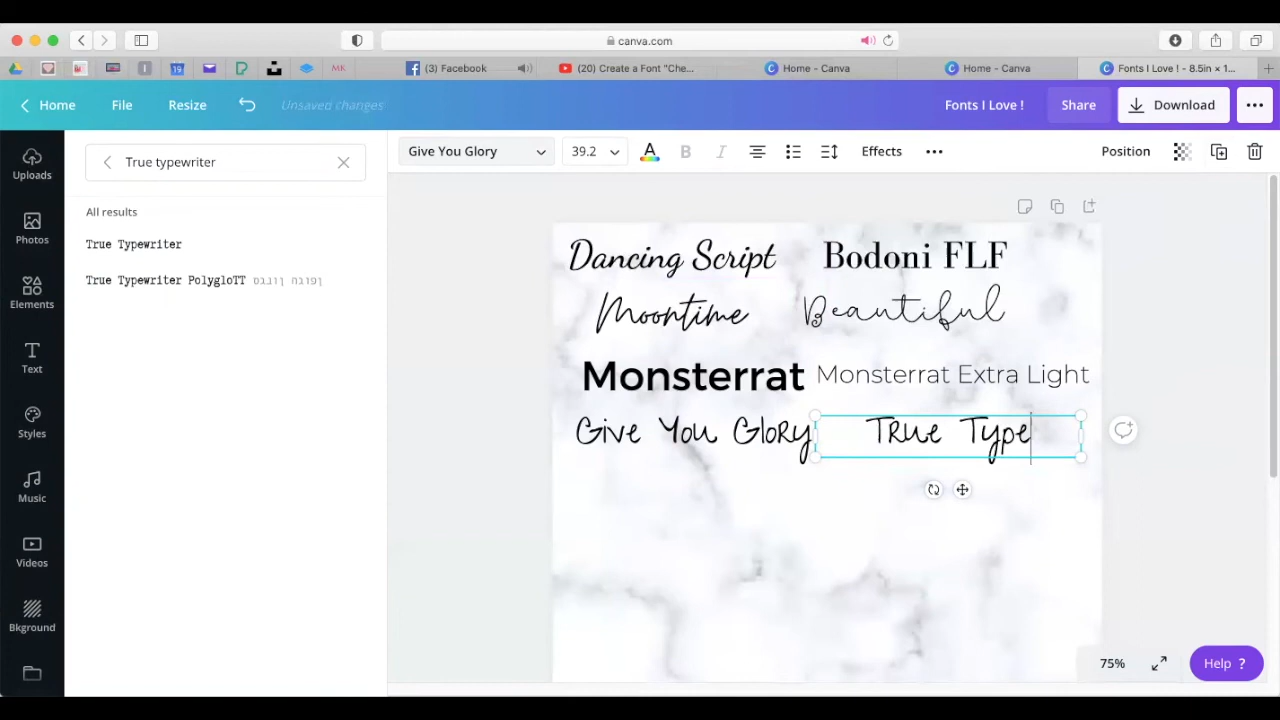 canva.com
(3) Facebook
(20) Create a Font "Che...
Home - Canva
Home - Canva
Fonts I Love ! - 8.5in × 1...
Home
File
Resize
Unsaved changes
Fonts I Love !
Share
Download
True typewriter
Give You Glory
39.2
A
B
I
Effects
Position
Uploads
Photos
Elements
Text
Styles
Music
Videos
Bkground
All results
True Typewriter
True Typewriter PolygloTT
Dancing Script
Bodoni FLF
Moontime
Beautiful
Monsterrat
Monsterrat Extra Light
Give You Glory
True Type
75%
Help ?